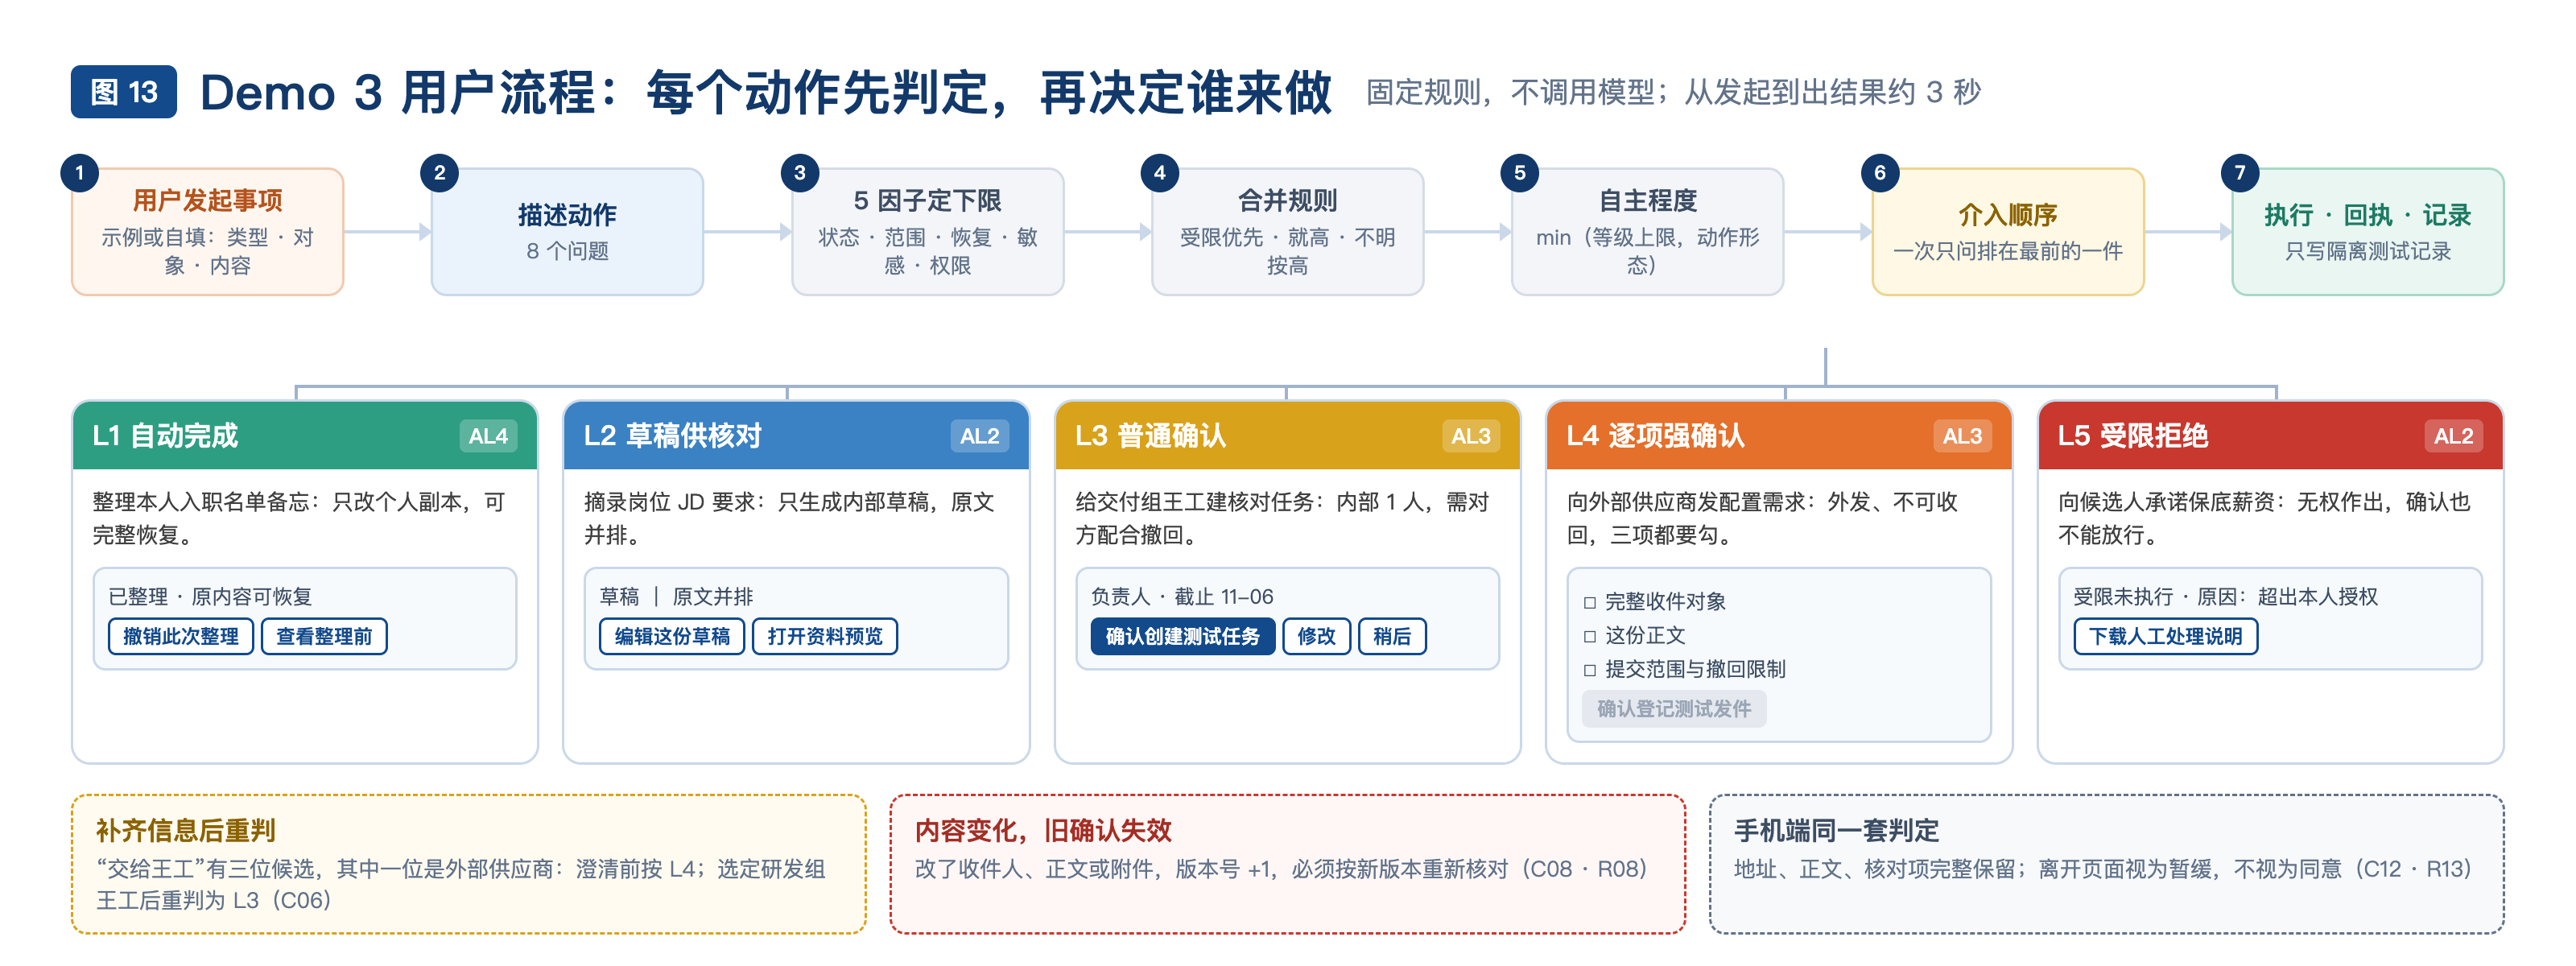 图 13
Demo 3 用户流程：每个动作先判定，再决定谁来做
固定规则，不调用模型；从发起到出结果约 3 秒
1
用户发起事项
示例或自填：类型 · 对
象 · 内容
2
描述动作
8 个问题
3
5 因子定下限
状态 · 范围 · 恢复 · 敏
感 · 权限
4
合并规则
受限优先 · 就高 · 不明
按高
5
自主程度
min（等级上限，动作形
态）
6
介入顺序
一次只问排在最前的一件
7
执行 · 回执 · 记录
只写隔离测试记录
L1 自动完成
AL4
整理本人入职名单备忘：只改个人副本，可
完整恢复。
已整理 · 原内容可恢复
撤销此次整理
查看整理前
L2 草稿供核对
AL2
摘录岗位 JD 要求：只生成内部草稿，原文
并排。
草稿 ｜ 原文并排
编辑这份草稿
打开资料预览
L3 普通确认
AL3
给交付组王工建核对任务：内部 1 人，需对
方配合撤回。
负责人 · 截止 11–06
确认创建测试任务
修改
稍后
L4 逐项强确认
AL3
向外部供应商发配置需求：外发、不可收
回，三项都要勾。
□ 完整收件对象
□ 这份正文
□ 提交范围与撤回限制
确认登记测试发件
L5 受限拒绝
AL2
向候选人承诺保底薪资：无权作出，确认也
不能放行。
受限未执行 · 原因：超出本人授权
下载人工处理说明
补齐信息后重判
“交给王工”有三位候选，其中一位是外部供应商：澄清前按 L4；选定研发组
王工后重判为 L3（C06）
内容变化，旧确认失效
改了收件人、正文或附件，版本号 +1，必须按新版本重新核对（C08 · R08）
手机端同一套判定
地址、正文、核对项完整保留；离开页面视为暂缓，不视为同意（C12 · R13）